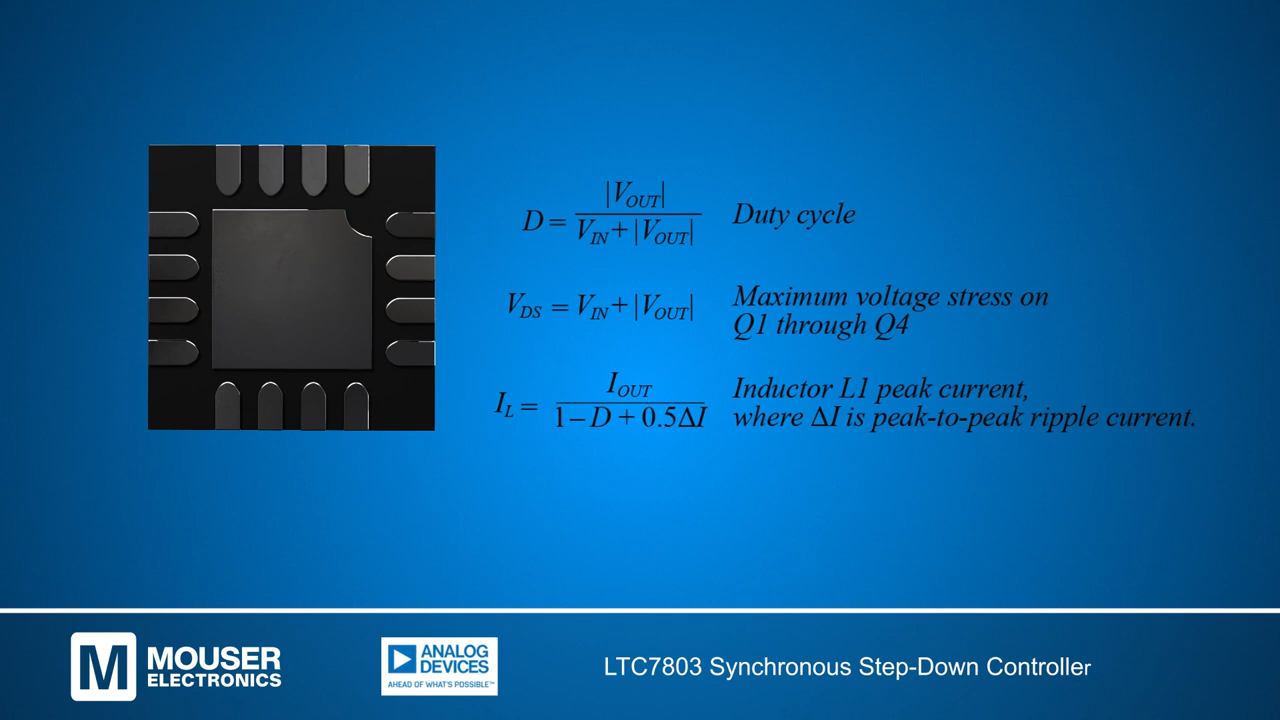 D = |V_OUT| / V_IN + |V_OUT|
Duty cycle
V_DS = V_IN + |V_OUT|
Maximum voltage stress on
Q1 through Q4
I_L = I_OUT / 1 – D + 0.5ΔI
Inductor L1 peak current,
where ΔI is peak-to-peak ripple current.
M MOUSER
ELECTRONICS
ANALOG
DEVICES
AHEAD OF WHAT'S POSSIBLE™
LTC7803 Synchronous Step-Down Controller